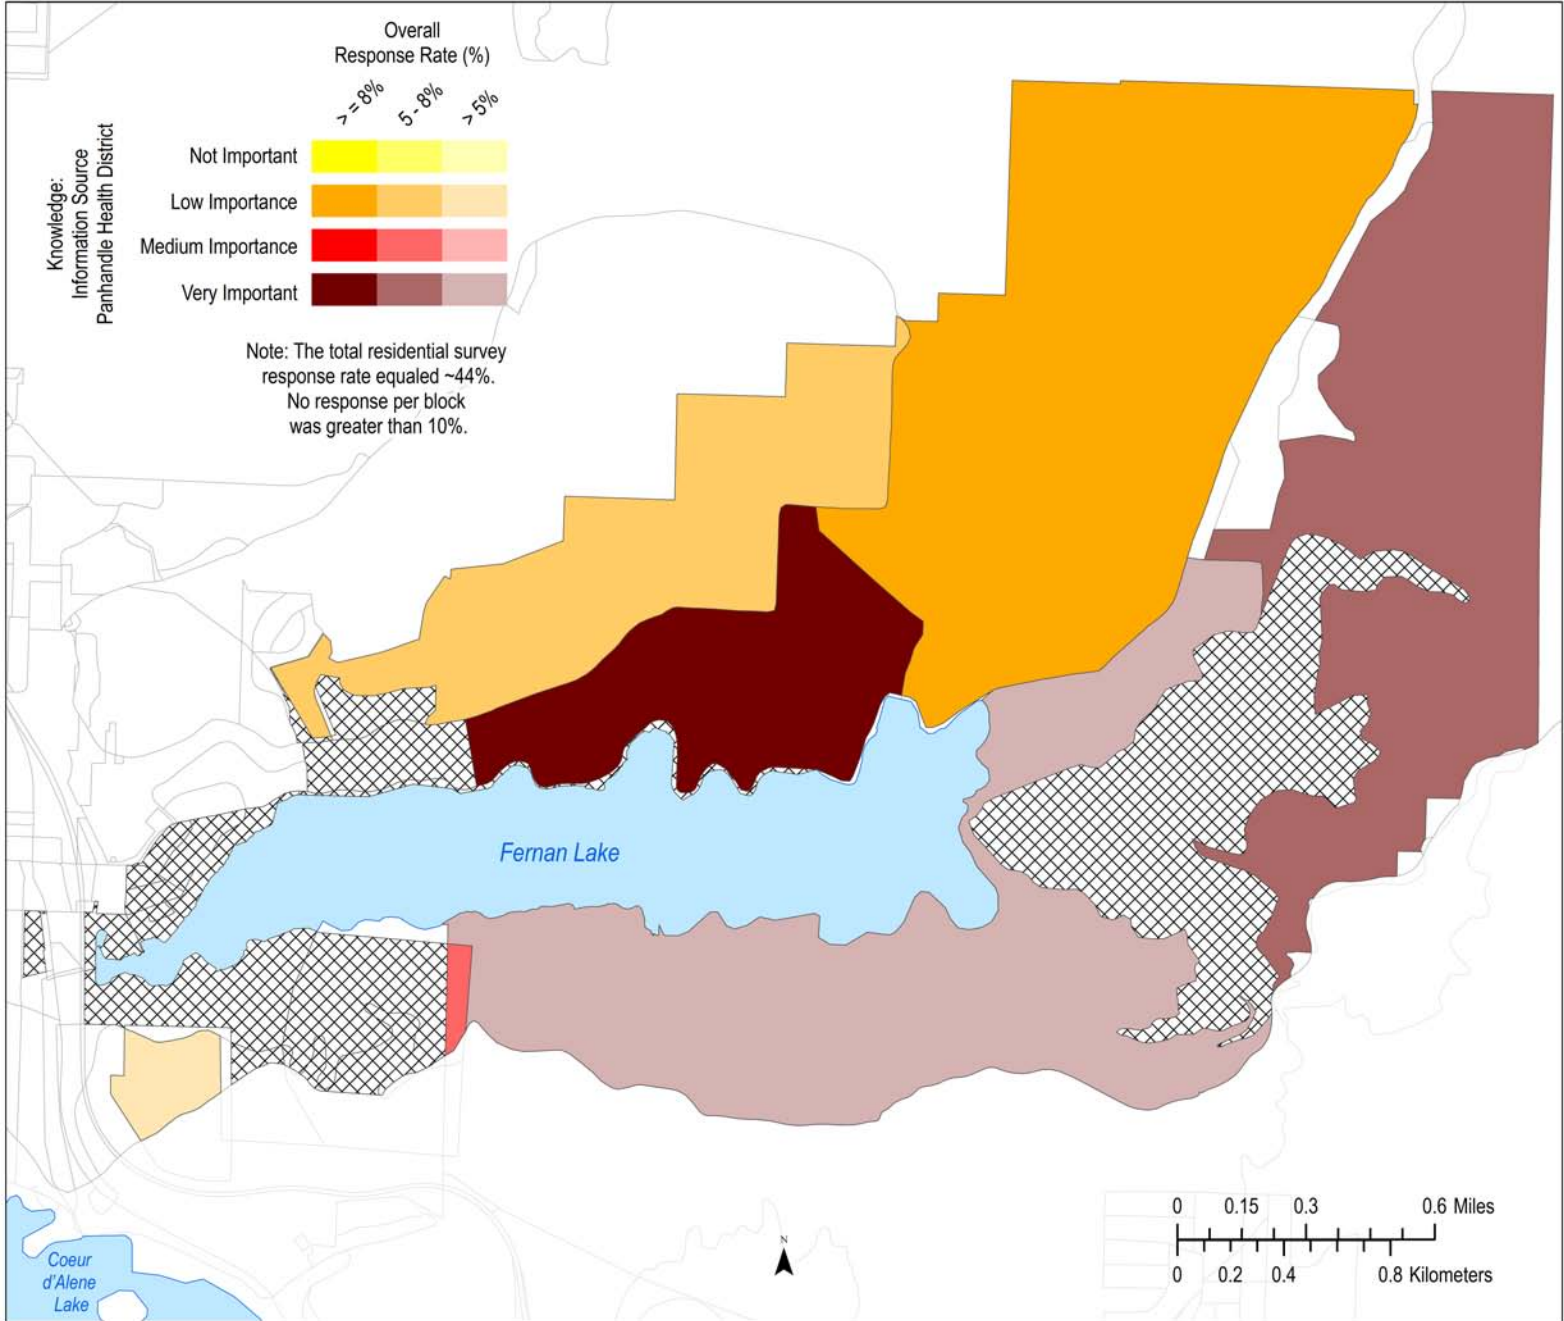 Overall
Response Rate (%)
> = 8%
5 - 8%
> 5%
Knowledge:
Information Source
Panhandle Health District
Not Important
Low Importance
Medium Importance
Very Important
Note: The total residential survey
response rate equaled ~44%.
No response per block
was greater than 10%.
Fernan Lake
Coeur
d'Alene
Lake
N
0 0.15 0.3 0.6 Miles
0 0.2 0.4 0.8 Kilometers